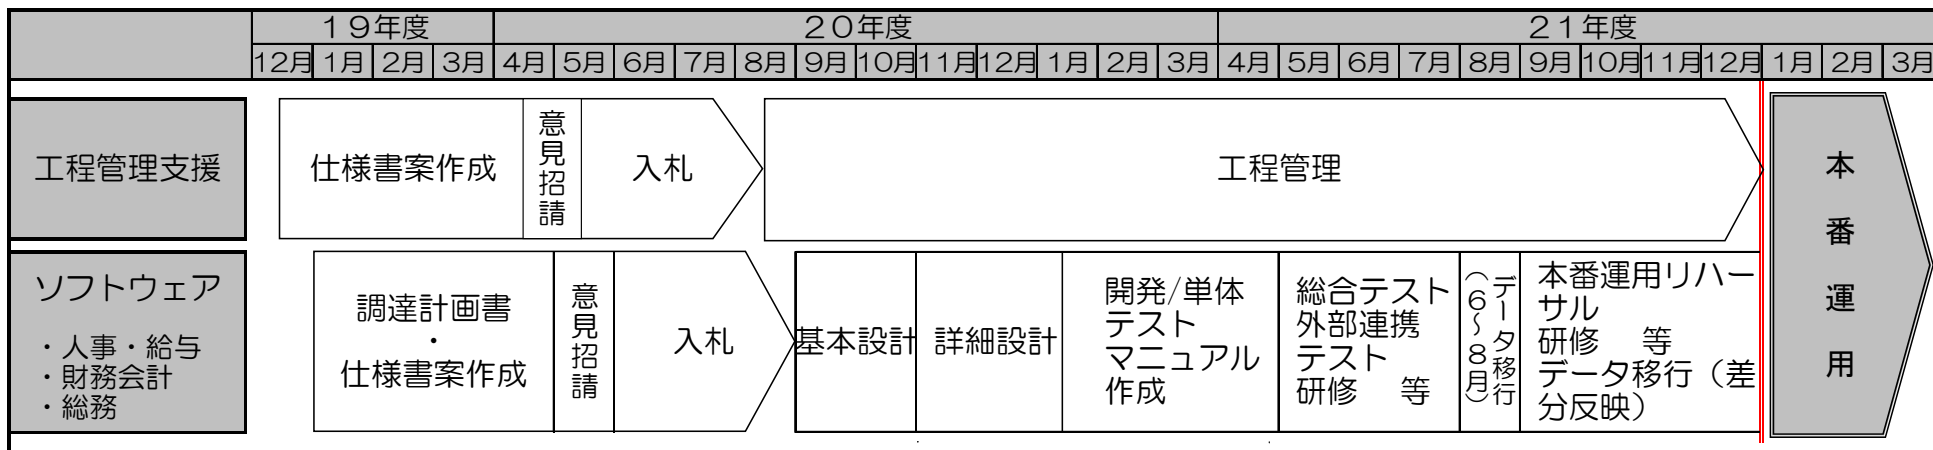 １９年度
２０年度
２１年度
12月 1月 2月 3月 4月 5月 6月 7月 8月 9月 10月 11月 12月 1月 2月 3月 4月 5月 6月 7月 8月 9月 10月 11月 12月 1月 2月 3月
工程管理支援
仕様書案作成
意見招請
入札
工程管理
本番運用
ソフトウェア
・人事・給与
・財務会計
・総務
調達計画書
・
仕様書案作成
意見招請
入札
基本設計
詳細設計
開発/単体
テスト
マニュアル
作成
総合テスト
外部連携
テスト
研修　等
データ移行
（6～8月）
本番運用リハー
サル
研修　等
データ移行（差
分反映）